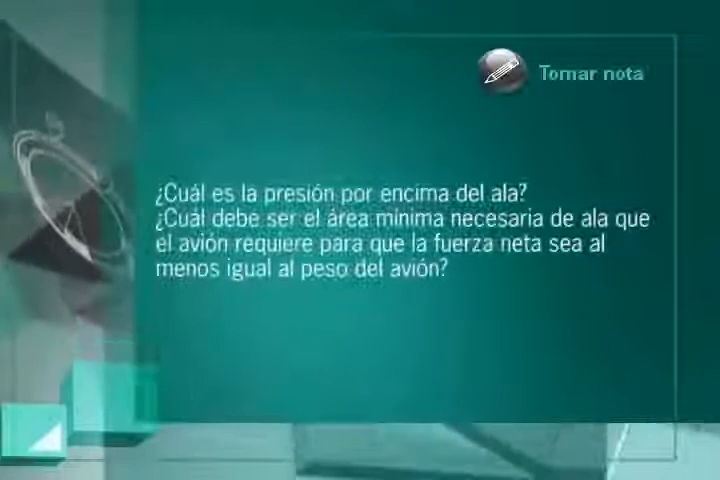 Tomar nota
¿Cuál es la presión por encima del ala?
¿Cuál debe ser el área mínima necesaria de ala que
el avión requiere para que la fuerza neta sea al
menos igual al peso del avión?